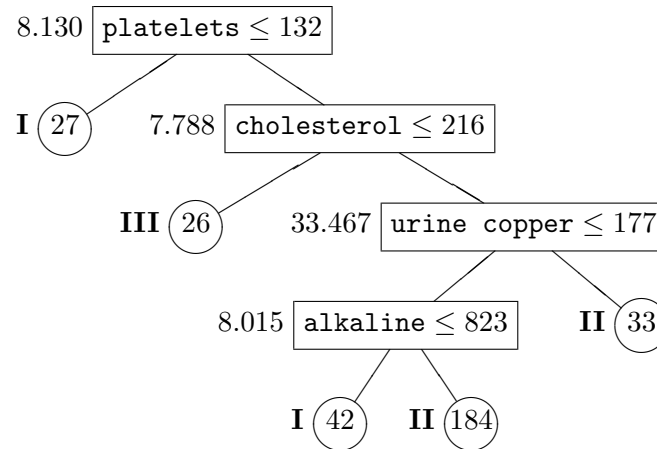 8.130 platelets ≤ 132
I 27 7.788 cholesterol ≤ 216
III 26 33.467 urine copper ≤ 177
8.015 alkaline ≤ 823 II 33
I 42 II 184